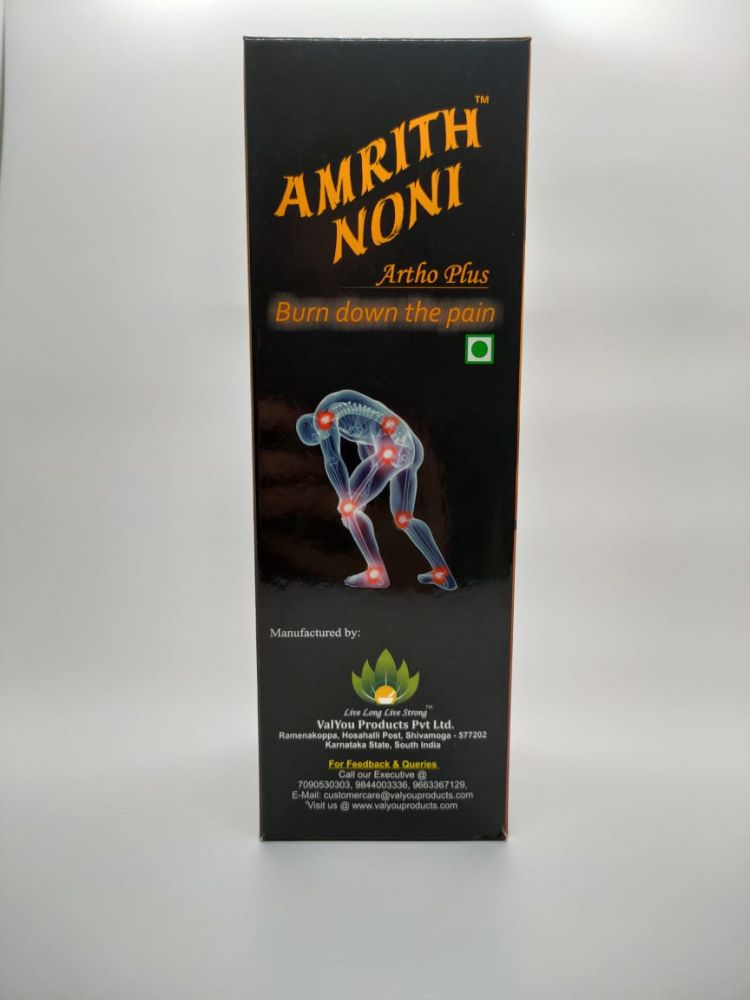 AMRITH™
NONI
Artho Plus
Burn down the pain
Manufactured by:
Live Long Live Strong™
ValYou Products Pvt Ltd.
Ramenakoppa, Hosahalli Post, Shivamoga - 577202
Karnataka State, South India
For Feedback & Queries
Call our Executive @
7090530303, 9844003336, 9663367129.
E-Mail: customercare@valyouproducts.com
'Visit us @ www.valyouproducts.com